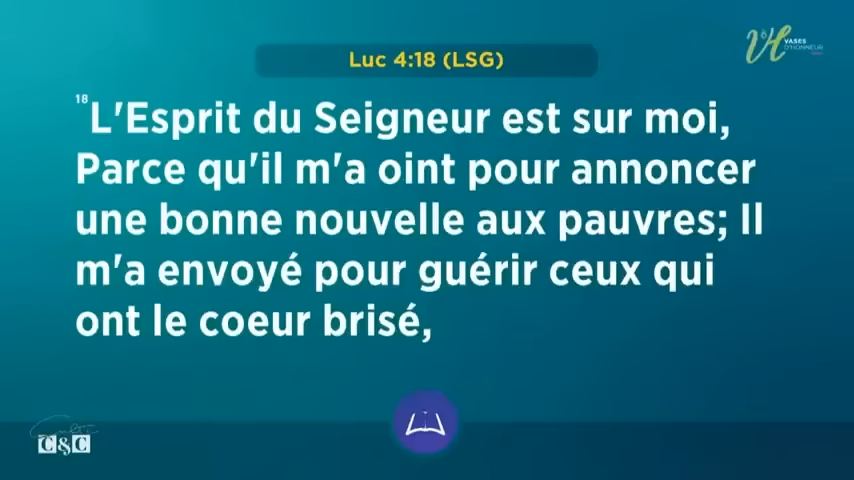 VASES
D'HONNEUR
Luc 4:18 (LSG)
18 L'Esprit du Seigneur est sur moi,
Parce qu'il m'a oint pour annoncer
une bonne nouvelle aux pauvres; Il
m'a envoyé pour guérir ceux qui
ont le coeur brisé,
C&C